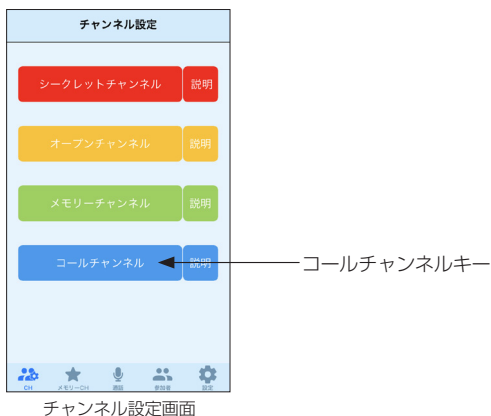 チャンネル設定
シークレットチャンネル 説明
オープンチャンネル 説明
メモリーチャンネル 説明
コールチャンネル 説明
コールチャンネルキー
CH メモリーCH 通話 参加者 設定
チャンネル設定画面